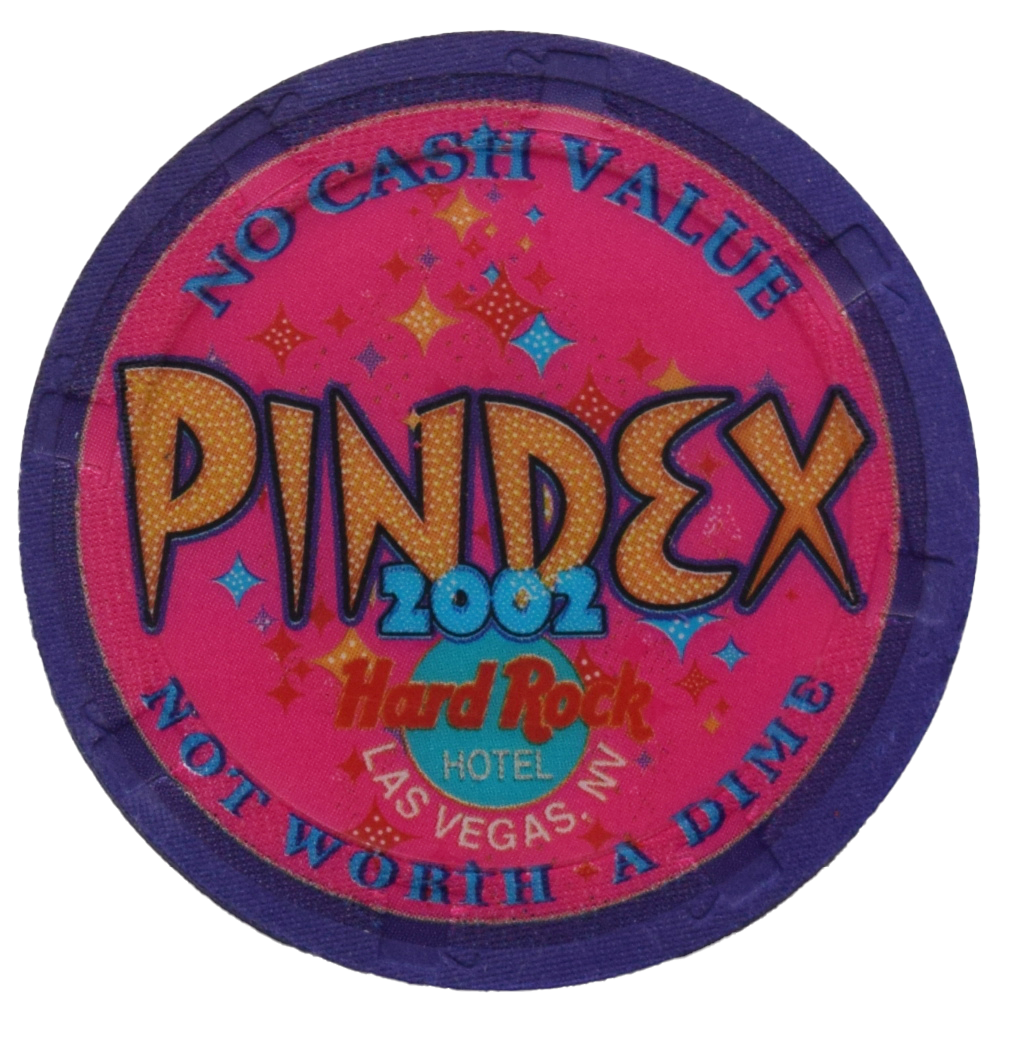 NO CASH VALUE
PINDEX
2002
Hard Rock
HOTEL
LAS VEGAS, NV
NOT WORTH A DIME